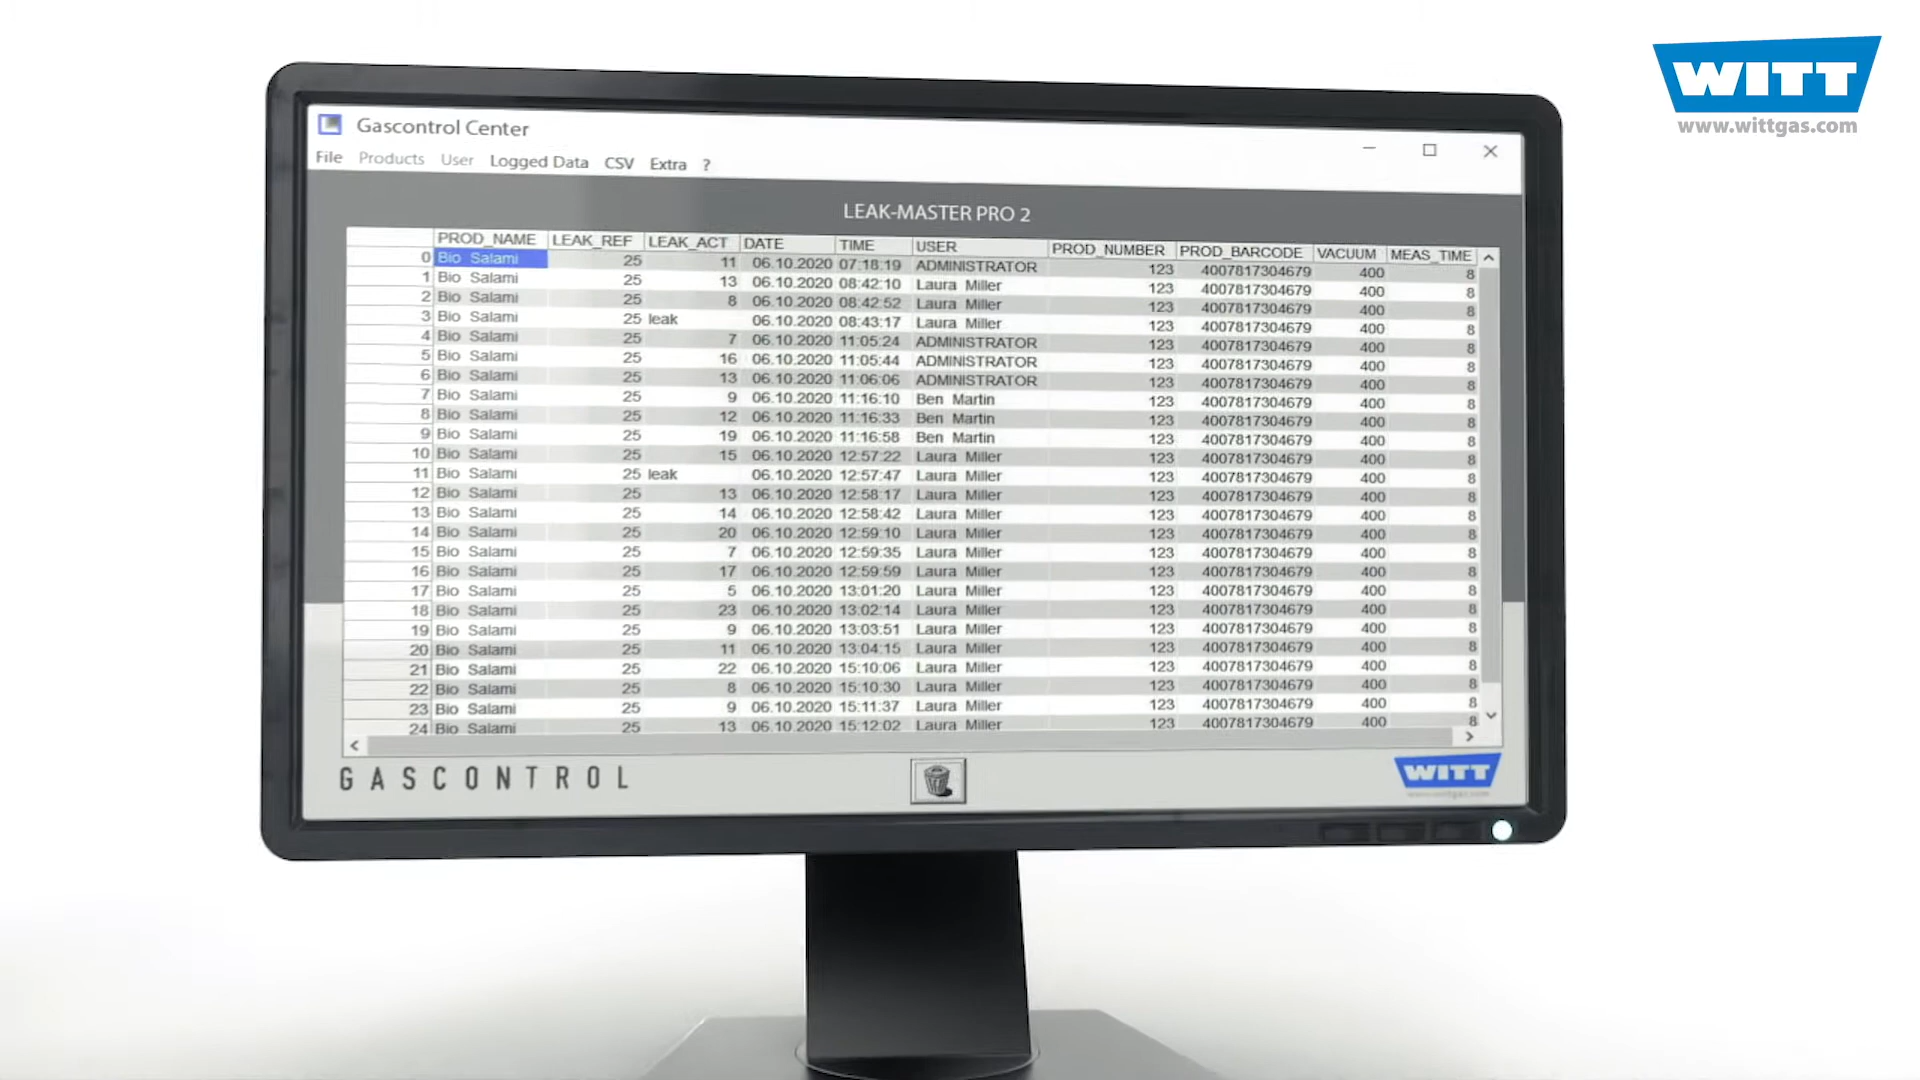 WITT
www.wittgas.com
Gascontrol Center
File Products User Logged Data CSV Extra ?
LEAK-MASTER PRO 2
PROD_NAME LEAK_REF LEAK_ACT DATE TIME USER PROD_NUMBER PROD_BARCODE VACUUM MEAS_TIME
0 Bio Salami 25 11 06.10.2020 07:18:19 ADMINISTRATOR 123 4007817304679 400 8
1 Bio Salami 25 13 06.10.2020 08:42:10 Laura Miller 123 4007817304679 400 8
2 Bio Salami 25 8 06.10.2020 08:42:52 Laura Miller 123 4007817304679 400 8
3 Bio Salami 25 leak 06.10.2020 08:43:17 Laura Miller 123 4007817304679 400 8
4 Bio Salami 25 7 06.10.2020 11:05:24 ADMINISTRATOR 123 4007817304679 400 8
5 Bio Salami 25 16 06.10.2020 11:05:44 ADMINISTRATOR 123 4007817304679 400 8
6 Bio Salami 25 13 06.10.2020 11:06:06 ADMINISTRATOR 123 4007817304679 400 8
7 Bio Salami 25 9 06.10.2020 11:16:10 Ben Martin 123 4007817304679 400 8
8 Bio Salami 25 12 06.10.2020 11:16:33 Ben Martin 123 4007817304679 400 8
9 Bio Salami 25 19 06.10.2020 11:16:58 Ben Martin 123 4007817304679 400 8
10 Bio Salami 25 15 06.10.2020 12:57:22 Laura Miller 123 4007817304679 400 8
11 Bio Salami 25 leak 06.10.2020 12:57:47 Laura Miller 123 4007817304679 400 8
12 Bio Salami 25 13 06.10.2020 12:58:17 Laura Miller 123 4007817304679 400 8
13 Bio Salami 25 14 06.10.2020 12:58:42 Laura Miller 123 4007817304679 400 8
14 Bio Salami 25 20 06.10.2020 12:59:10 Laura Miller 123 4007817304679 400 8
15 Bio Salami 25 7 06.10.2020 12:59:35 Laura Miller 123 4007817304679 400 8
16 Bio Salami 25 17 06.10.2020 12:59:59 Laura Miller 123 4007817304679 400 8
17 Bio Salami 25 5 06.10.2020 13:01:20 Laura Miller 123 4007817304679 400 8
18 Bio Salami 25 23 06.10.2020 13:02:14 Laura Miller 123 4007817304679 400 8
19 Bio Salami 25 9 06.10.2020 13:03:51 Laura Miller 123 4007817304679 400 8
20 Bio Salami 25 11 06.10.2020 13:04:15 Laura Miller 123 4007817304679 400 8
21 Bio Salami 25 22 06.10.2020 15:10:06 Laura Miller 123 4007817304679 400 8
22 Bio Salami 25 8 06.10.2020 15:10:30 Laura Miller 123 4007817304679 400 8
23 Bio Salami 25 9 06.10.2020 15:11:37 Laura Miller 123 4007817304679 400 8
24 Bio Salami 25 13 06.10.2020 15:12:02 Laura Miller 123 4007817304679 400 8
GASCONTROL
WITT